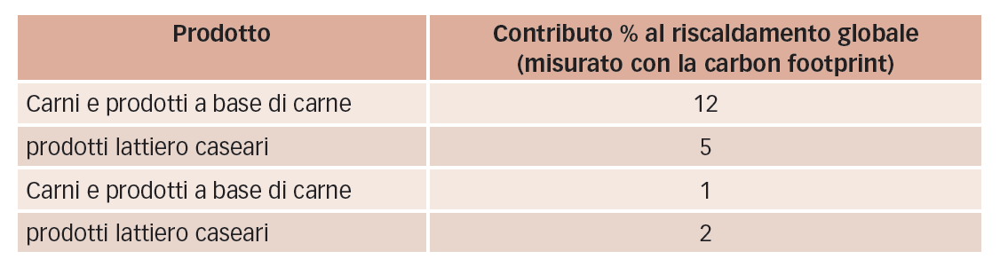 Prodotto
Contributo % al riscaldamento globale
(misurato con la carbon footprint)
Carni e prodotti a base di carne 12
prodotti lattiero caseari 5
Carni e prodotti a base di carne 1
prodotti lattiero caseari 2